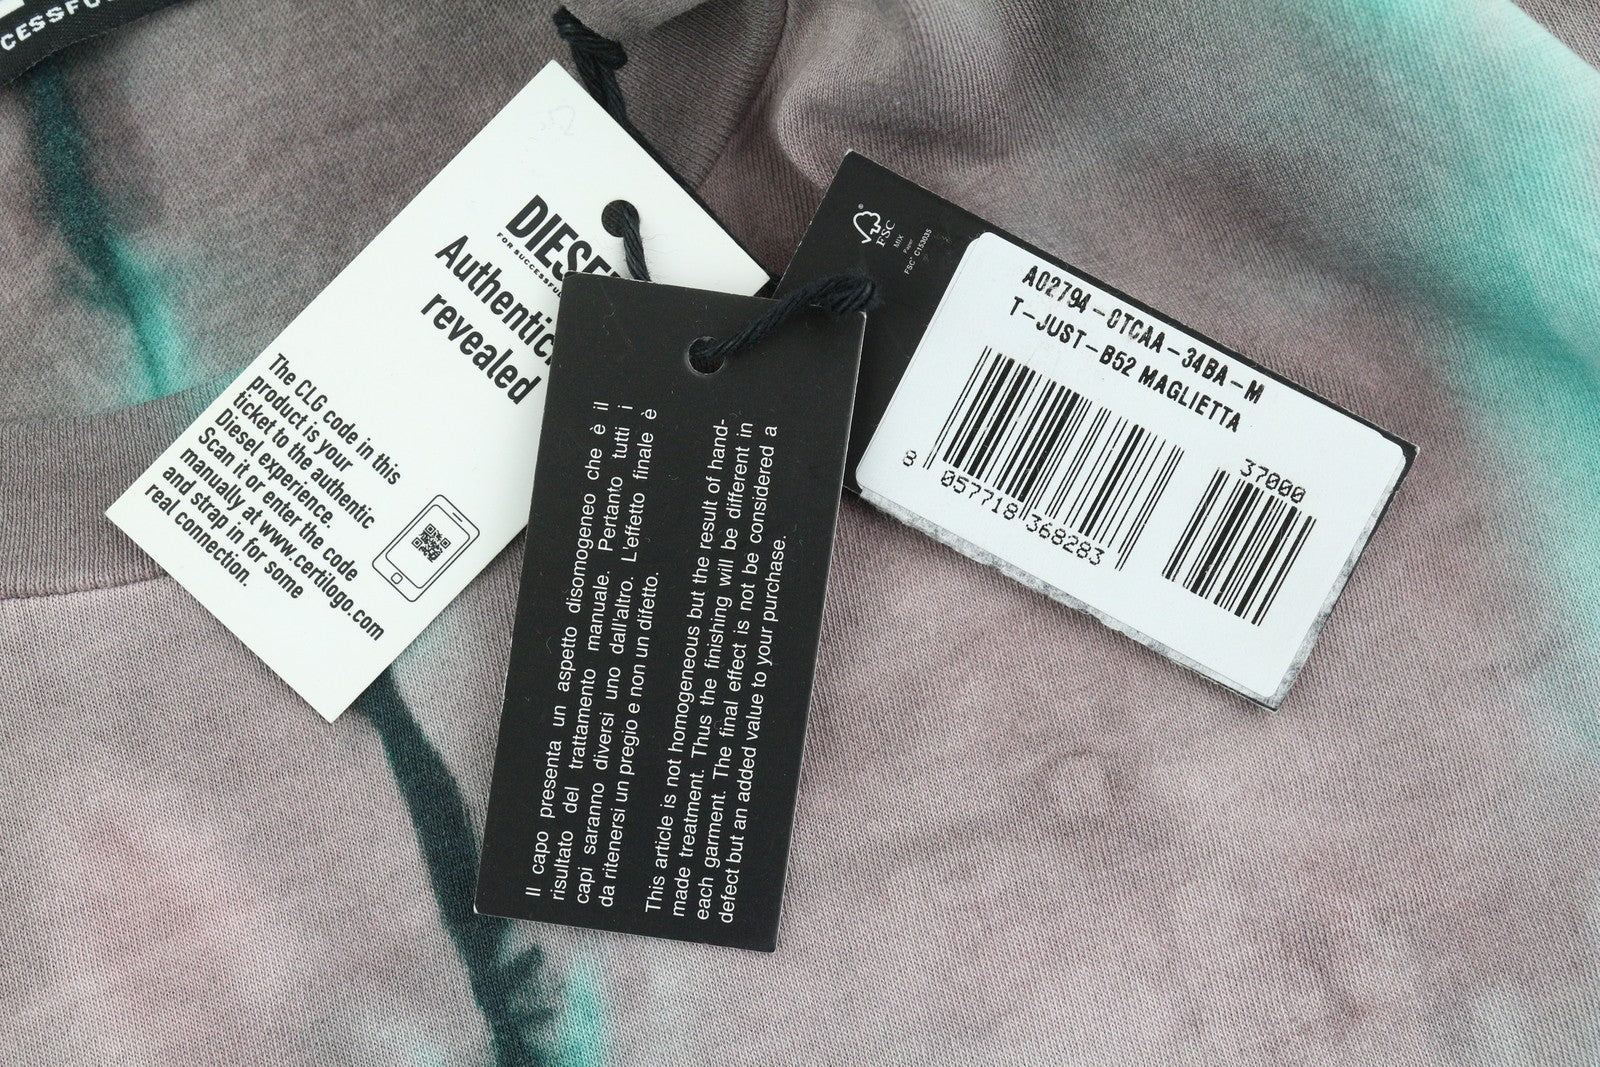 CESSFU
DIESE
FOR SUCCESSFUL
Authentic
revealed
The CLG code in this
product is your
ticket to the authentic
Diesel experience.
Scan it or enter the code
manually at www.certilogo.com
and strap in for some
real connection.
Il capo presenta un aspetto disomogeneo che è il
risultato del trattamento manuale. Pertanto tutti i
capi saranno diversi uno dall'altro. L'effetto finale è
da ritenersi un pregio e non un difetto.
This article is not homogeneous but the result of hand-
made treatment. Thus the finishing will be different in
each garment. The final effect is not be considered a
defect but an added value to your purchase.
FSC
MIX
Paper
FSC® C153035
A02794-0TCAA-34BA-M
T-JUST-B52 MAGLIETTA
37000
8 057718 368283